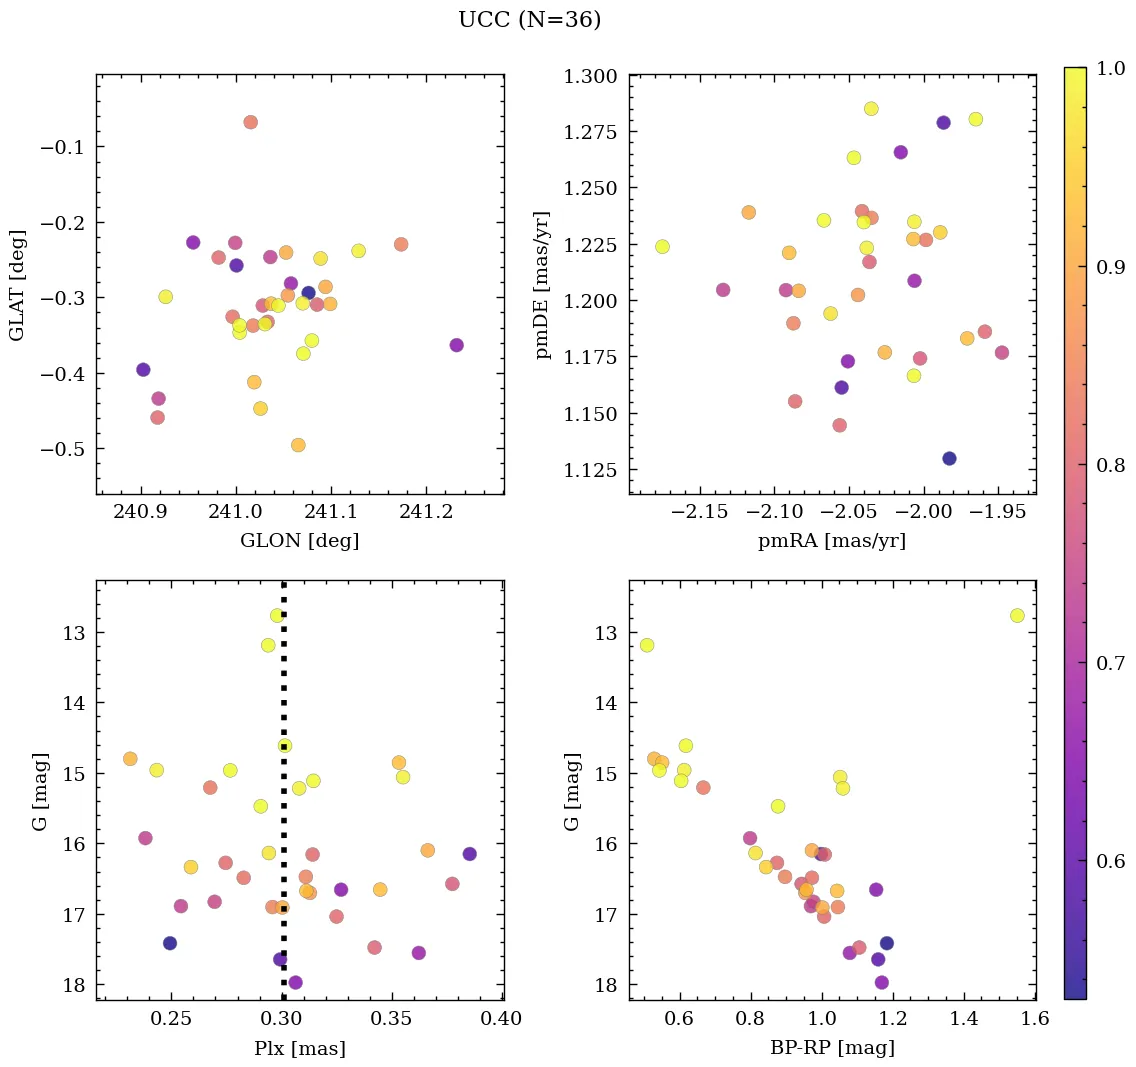 UCC (N=36)
−0.1
−0.2
−0.3
−0.4
−0.5
GLAT [deg]
240.9 241.0 241.1 241.2
GLON [deg]
1.300
1.275
1.250
1.225
1.200
1.175
1.150
1.125
pmDE [mas/yr]
−2.15 −2.10 −2.05 −2.00 −1.95
pmRA [mas/yr]
13
14
15
16
17
18
G [mag]
0.25 0.30 0.35 0.40
Plx [mas]
13
14
15
16
17
18
G [mag]
0.6 0.8 1.0 1.2 1.4 1.6
BP-RP [mag]
1.0
0.9
0.8
0.7
0.6